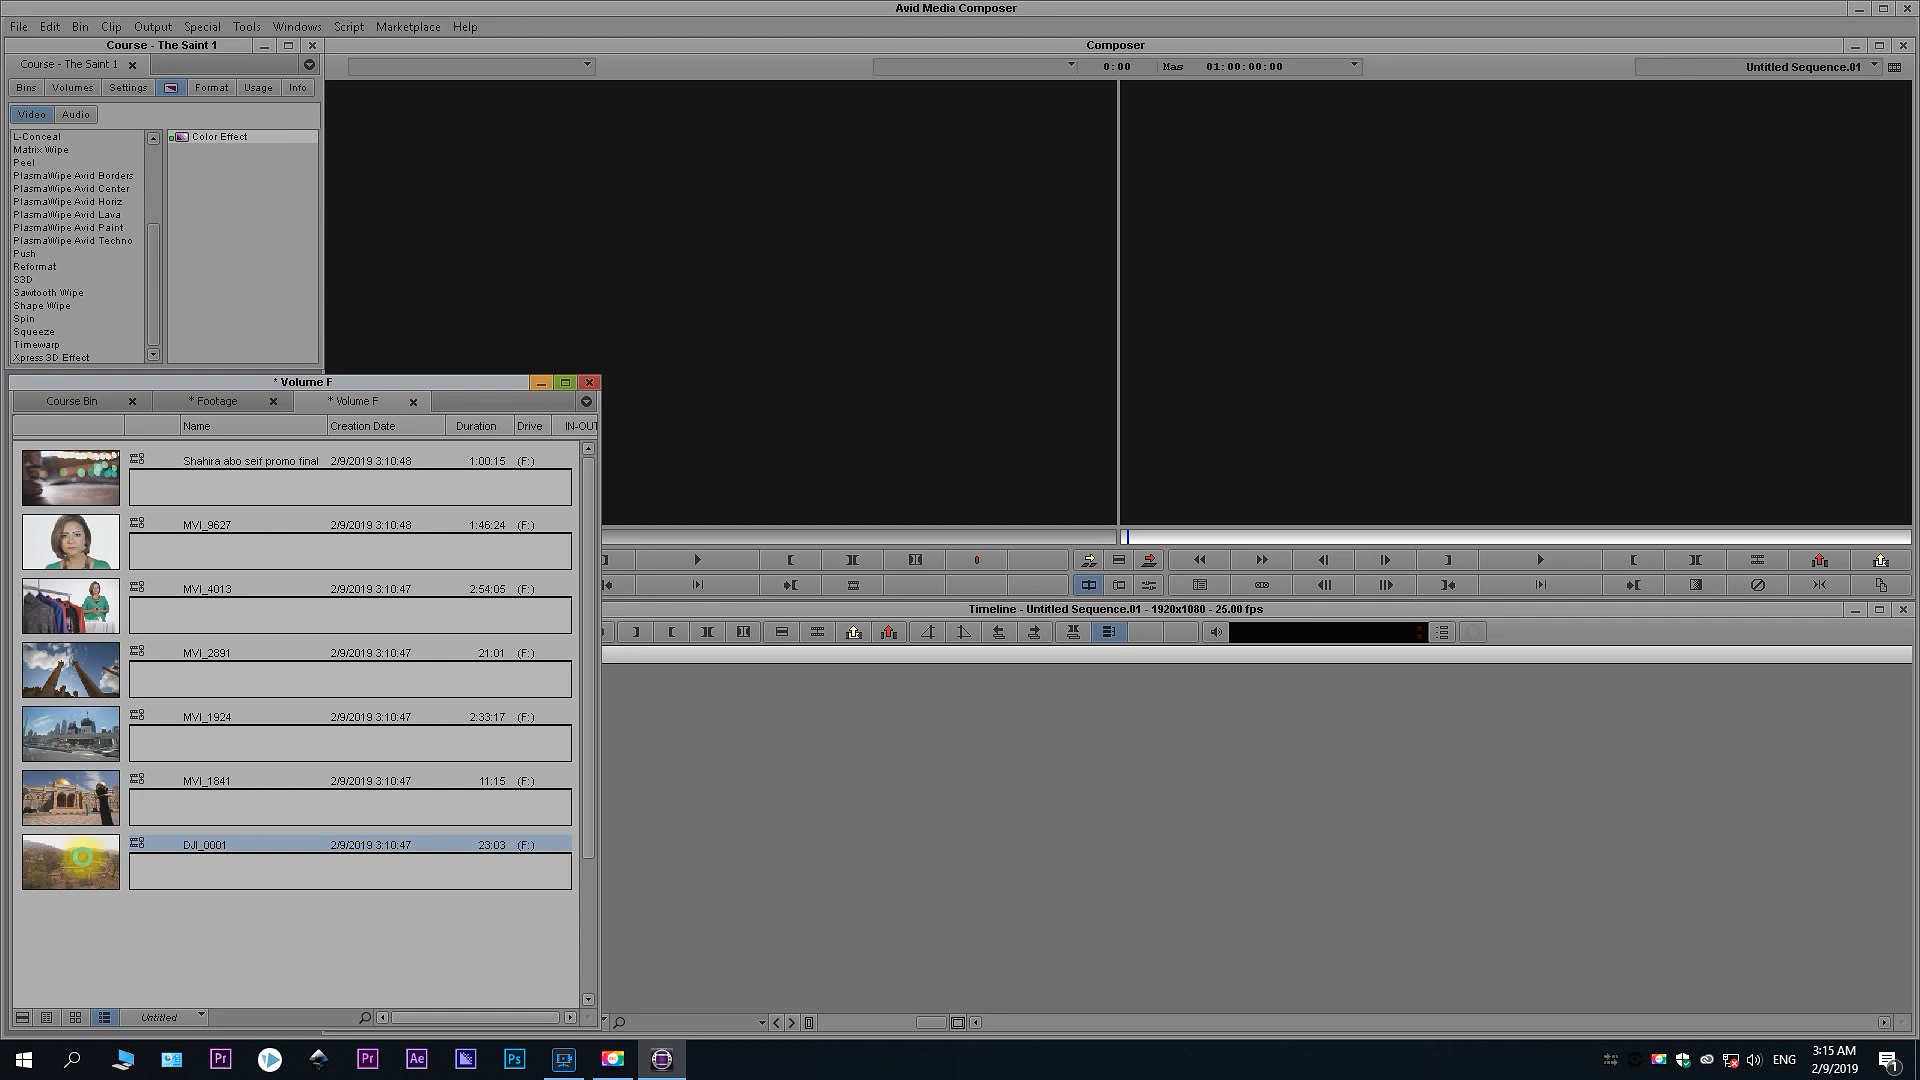 Avid Media Composer
File Edit Bin Clip Output Special Tools Windows Script Marketplace Help
Course - The Saint 1
Composer
Course - The Saint 1
0:00 Mas 01:00:00:00
Untitled Sequence.01
Bins Volumes Settings Format Usage Info
Video Audio
L-Conceal
Color Effect
Matrix Wipe
Peel
PlasmaWipe Avid Borders
PlasmaWipe Avid Center
PlasmaWipe Avid Horiz
PlasmaWipe Avid Lava
PlasmaWipe Avid Paint
PlasmaWipe Avid Techno
Push
Reformat
S3D
Sawtooth Wipe
Shape Wipe
Spin
Squeeze
Timewarp
Xpress 3D Effect
* Volume F
Course Bin * Footage * Volume F
Name Creation Date Duration Drive IN-OUT
Shahira abo seif promo final 2/9/2019 3:10:48 1:00:15 (F:)
MVI_9627 2/9/2019 3:10:48 1:46:24 (F:)
MVI_4013 2/9/2019 3:10:47 2:54:05 (F:)
MVI_2891 2/9/2019 3:10:47 21:01 (F:)
MVI_1924 2/9/2019 3:10:47 2:33:17 (F:)
MVI_1841 2/9/2019 3:10:47 11:15 (F:)
DJI_0001 2/9/2019 3:10:47 23:03 (F:)
Untitled
Timeline - Untitled Sequence.01 - 1920x1080 - 25.00 fps
Pr Pr Ae Ps
ENG
3:15 AM
2/9/2019
1